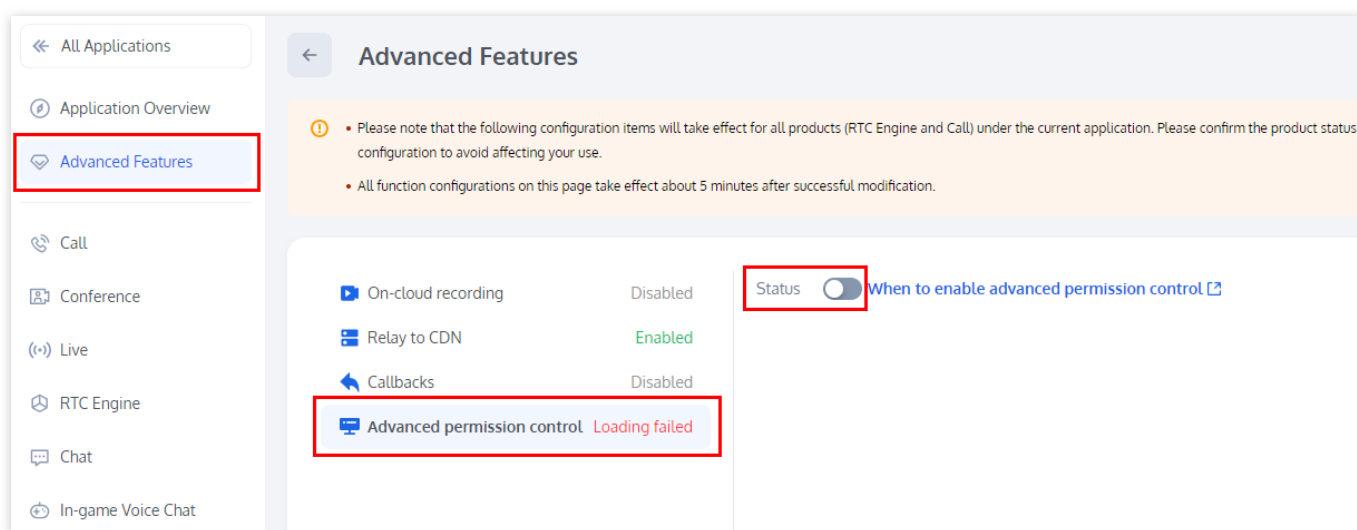 All Applications
Application Overview
Advanced Features
Call
Conference
Live
RTC Engine
Chat
In-game Voice Chat
Advanced Features
• Please note that the following configuration items will take effect for all products (RTC Engine and Call) under the current application. Please confirm the product status
configuration to avoid affecting your use.
• All function configurations on this page take effect about 5 minutes after successful modification.
On-cloud recording Disabled
Relay to CDN Enabled
Callbacks Disabled
Advanced permission control Loading failed
Status When to enable advanced permission control